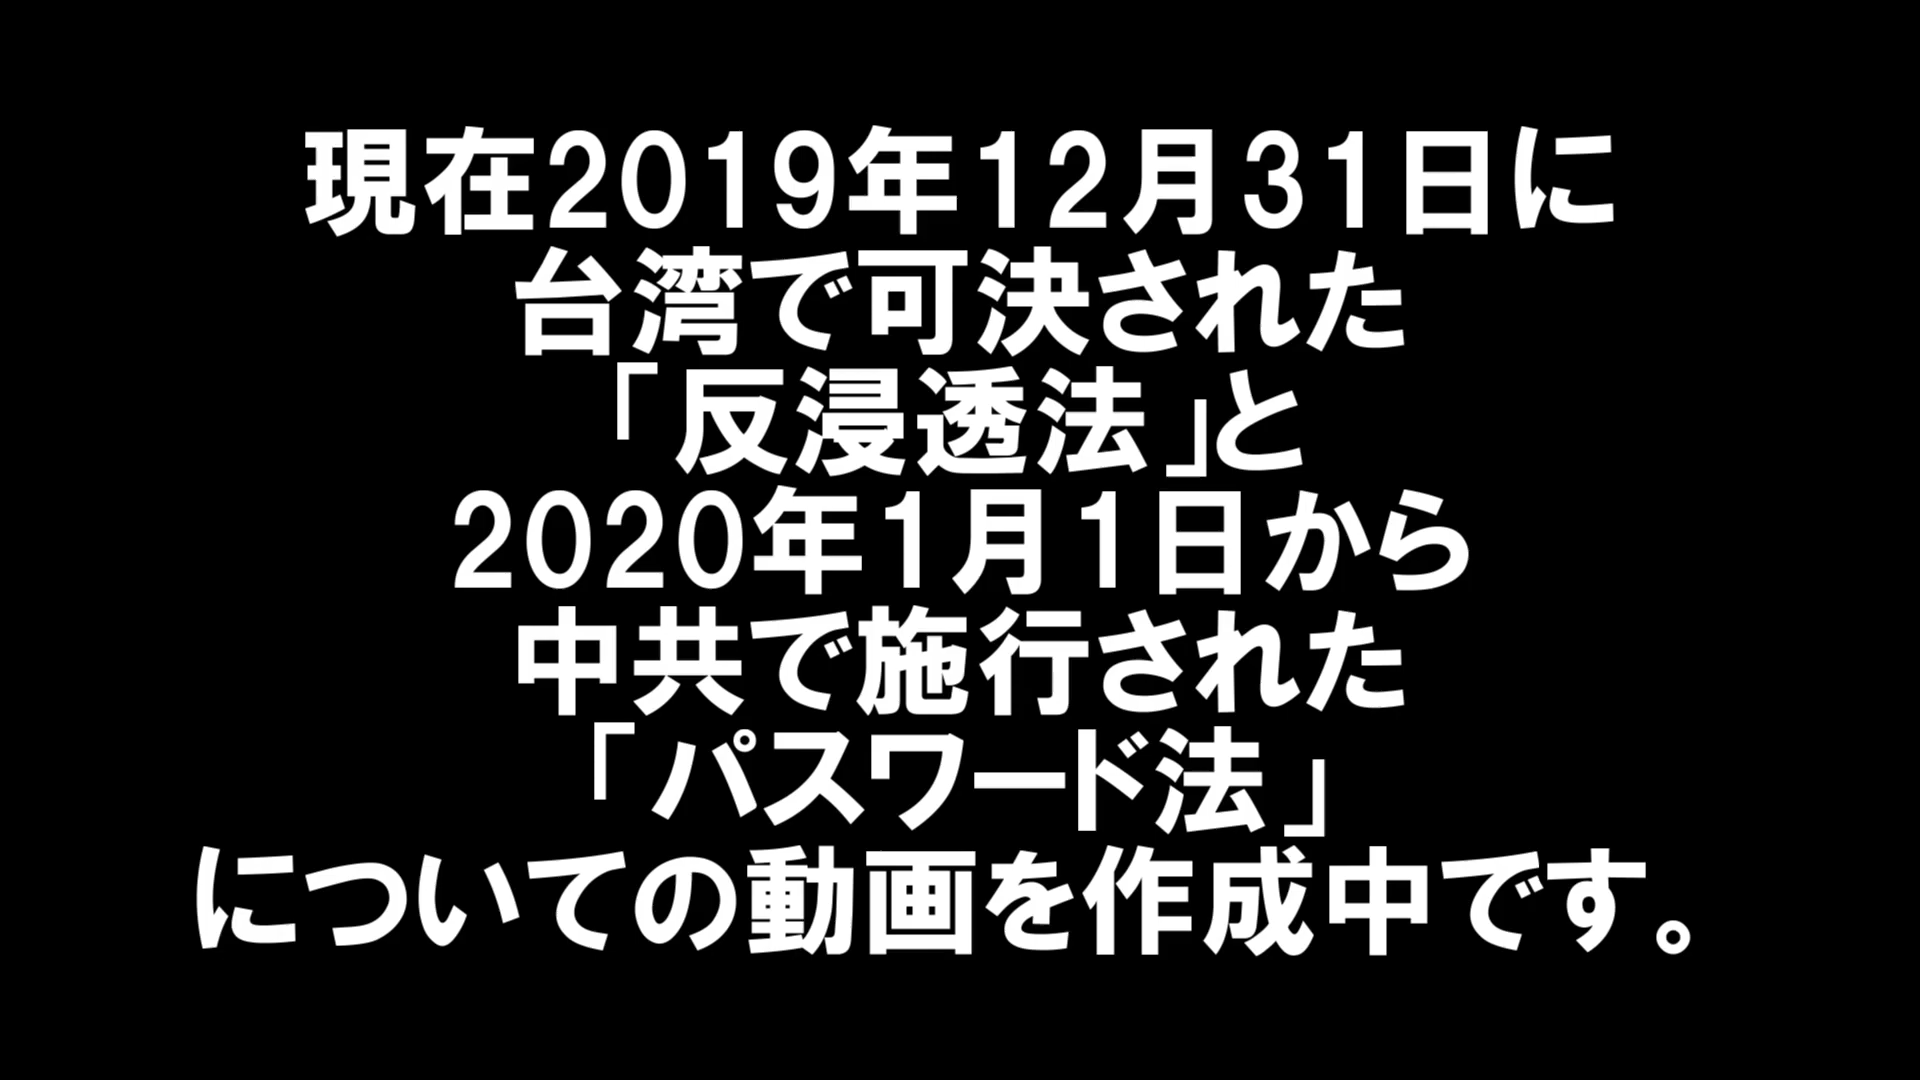 現在2019年12月31日に
台湾で可決された
「反浸透法」と
2020年1月1日から
中共で施行された
「パスワード法」
についての動画を作成中です。